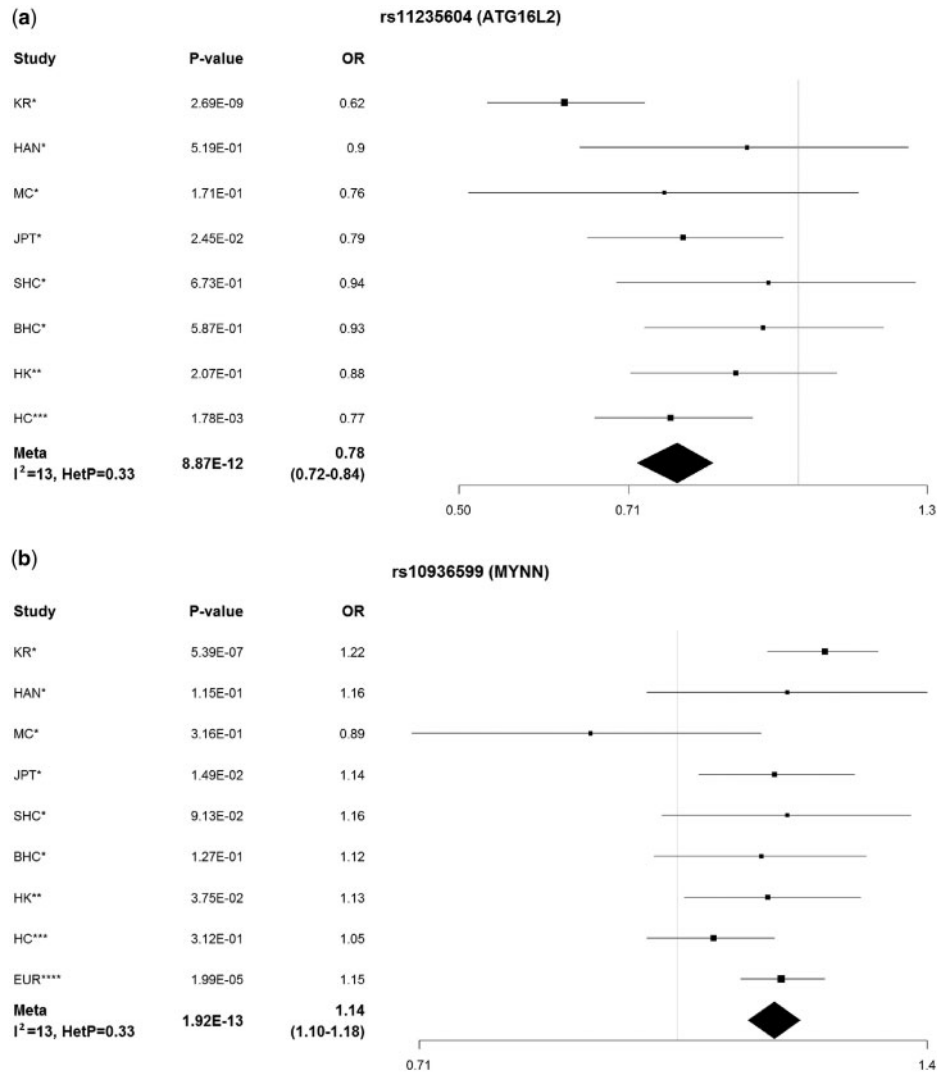 (a)
rs11235604 (ATG16L2)
Study P-value OR
KR* 2.69E-09 0.62
HAN* 5.19E-01 0.9
MC* 1.71E-01 0.76
JPT* 2.45E-02 0.79
SHC* 6.73E-01 0.94
BHC* 5.87E-01 0.93
HK** 2.07E-01 0.88
HC*** 1.78E-03 0.77
Meta 0.78
I²=13, HetP=0.33 8.87E-12 (0.72-0.84)
0.50 0.71 1.3
(b)
rs10936599 (MYNN)
Study P-value OR
KR* 5.39E-07 1.22
HAN* 1.15E-01 1.16
MC* 3.16E-01 0.89
JPT* 1.49E-02 1.14
SHC* 9.13E-02 1.16
BHC* 1.27E-01 1.12
HK** 3.75E-02 1.13
HC*** 3.12E-01 1.05
EUR**** 1.99E-05 1.15
Meta 1.14
I²=13, HetP=0.33 1.92E-13 (1.10-1.18)
0.71 1.4